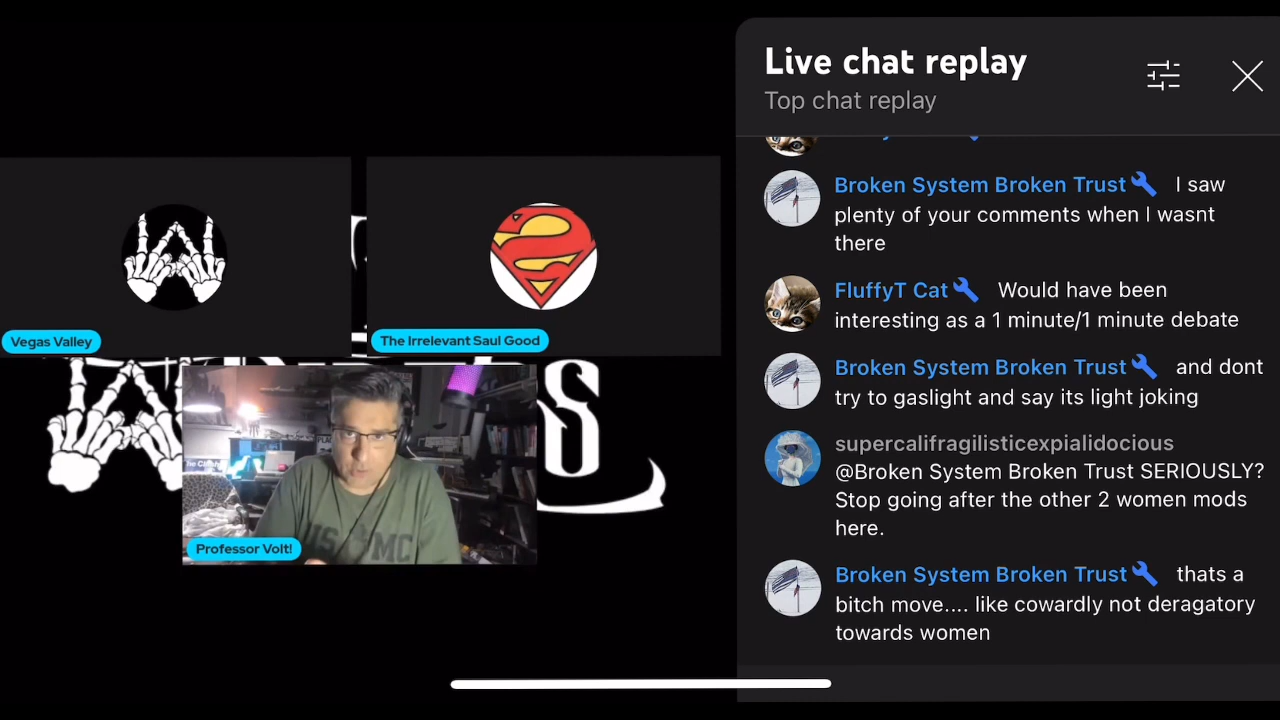 Live chat replay
Top chat replay
Broken System Broken Trust I saw
plenty of your comments when I wasnt
there
FluffyT Cat Would have been
interesting as a 1 minute/1 minute debate
Broken System Broken Trust and dont
try to gaslight and say its light joking
supercalifragilisticexpialidocious
@Broken System Broken Trust SERIOUSLY?
Stop going after the other 2 women mods
here.
Broken System Broken Trust thats a
bitch move.... like cowardly not deragatory
towards women
Vegas Valley
The Irrelevant Saul Good
Professor Volt!